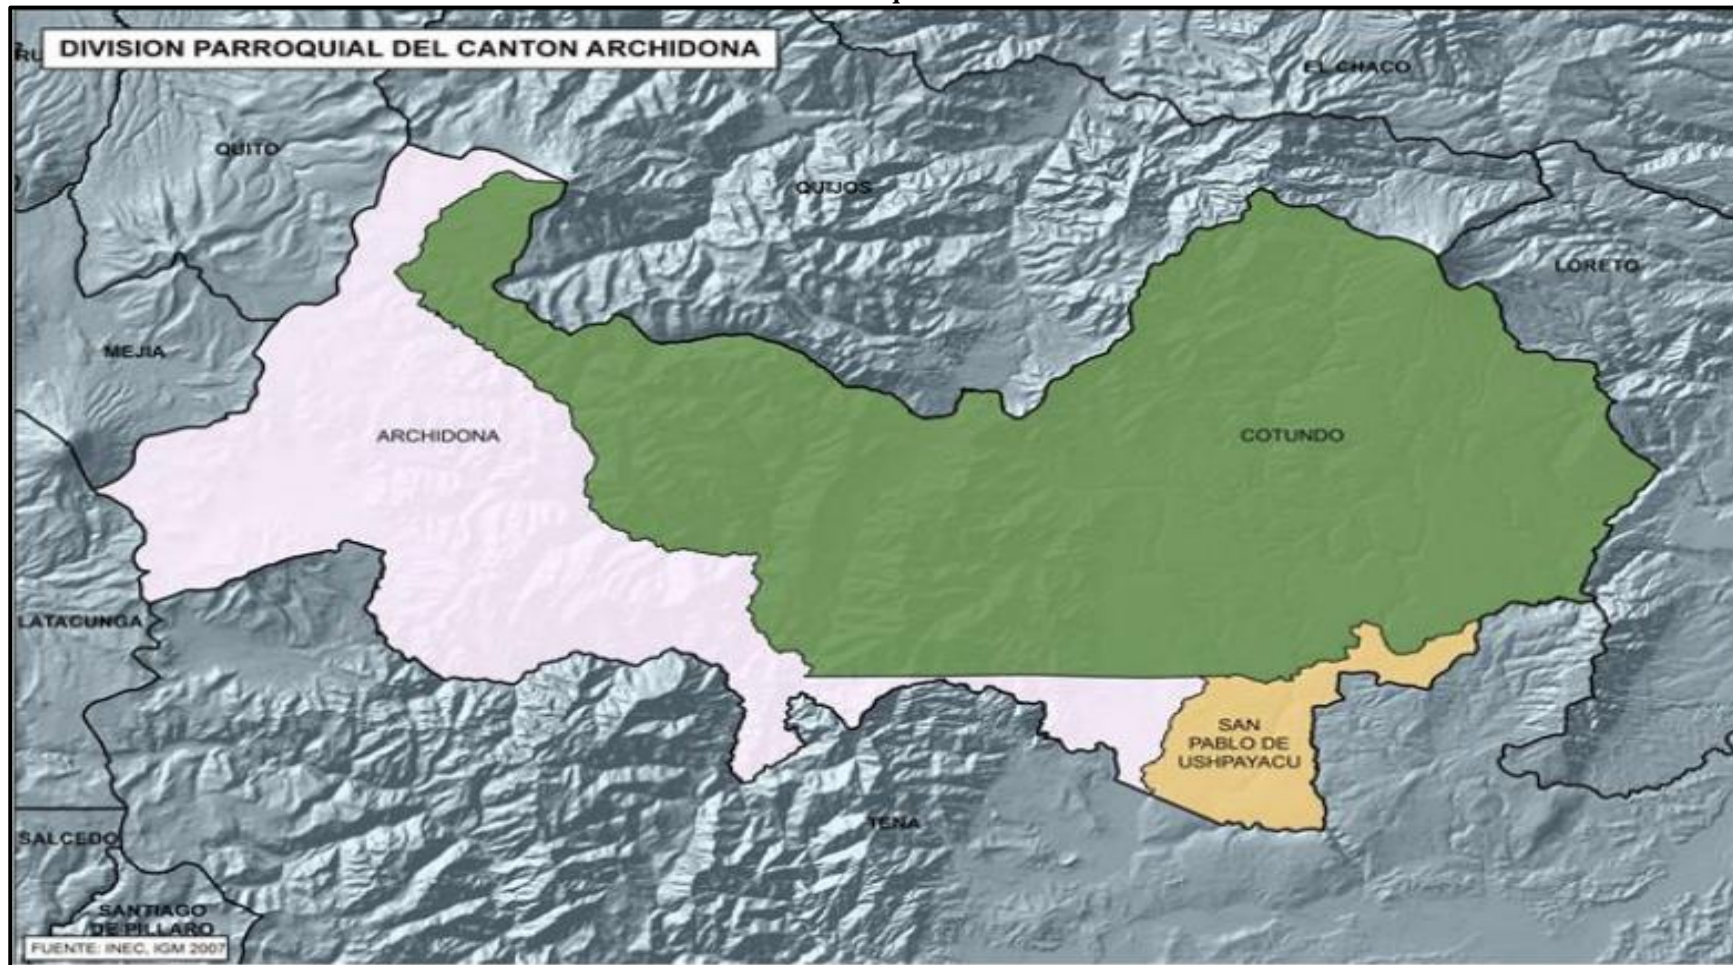 DIVISION PARROQUIAL DEL CANTON ARCHIDONA
EL CHACO
QUITO
QUIJOS
LORETO
MEJIA
ARCHIDONA
COTUNDO
LATACUNGA
SAN
PABLO DE
USHPAYACU
TENA
SALCEDO
SANTIAGO
DE PILLARO
FUENTE: INEC, IGM 2007